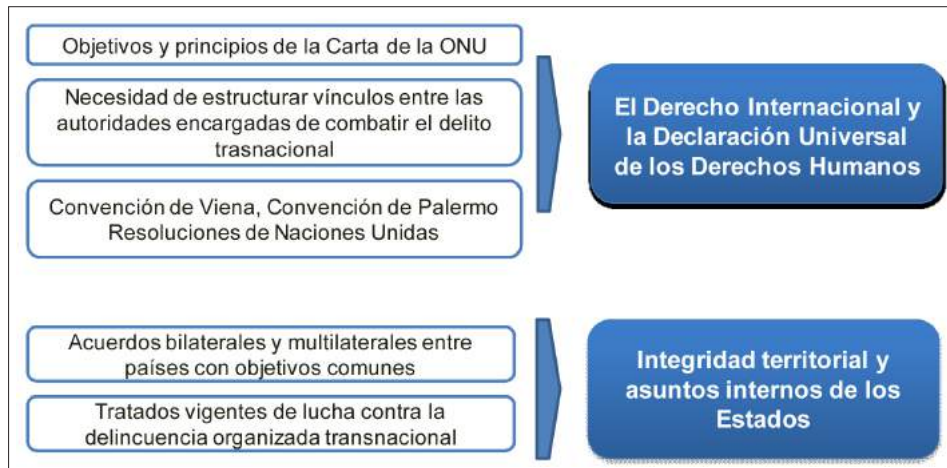 Objetivos y principios de la Carta de la ONU
Necesidad de estructurar vínculos entre las
autoridades encargadas de combatir el delito
trasnacional
Convención de Viena, Convención de Palermo
Resoluciones de Naciones Unidas
El Derecho Internacional y
la Declaración Universal
de los Derechos Humanos
Acuerdos bilaterales y multilaterales entre
países con objetivos comunes
Tratados vigentes de lucha contra la
delincuencia organizada transnacional
Integridad territorial y
asuntos internos de los
Estados